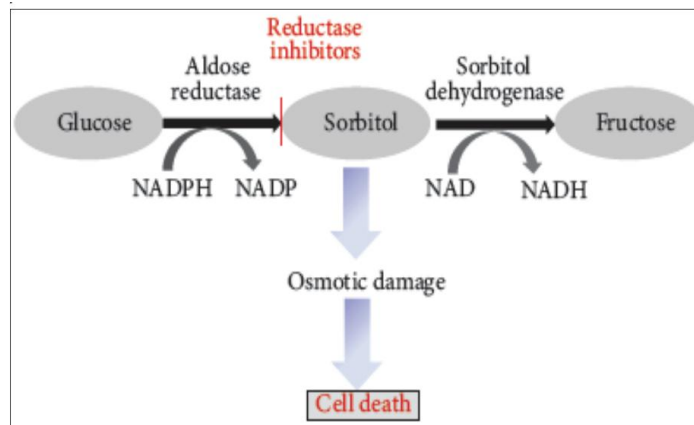 Reductase
inhibitors
Aldose
reductase
Sorbitol
dehydrogenase
Glucose
Sorbitol
Fructose
NADPH
NADP
NAD
NADH
Osmotic damage
Cell death